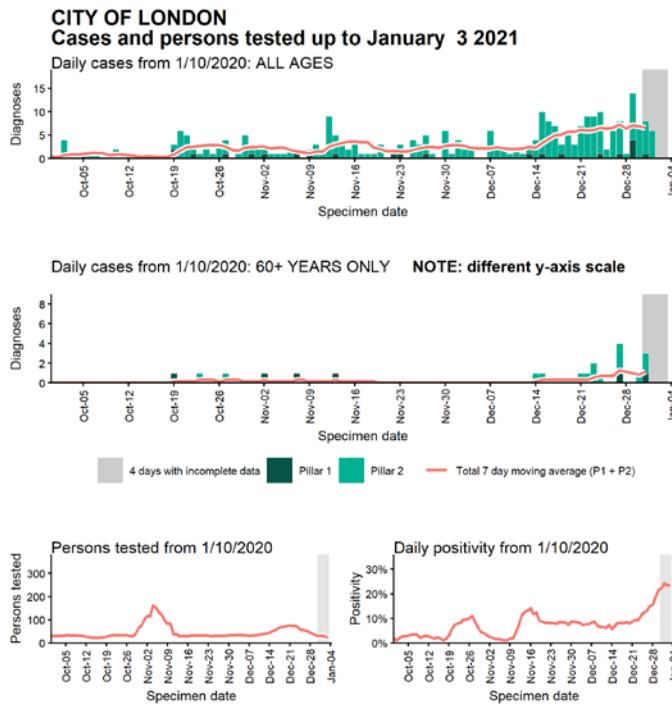 CITY OF LONDON
Cases and persons tested up to January 3 2021
Daily cases from 1/10/2020: ALL AGES
Diagnoses
15
10
5
0
Oct-05
Oct-12
Oct-19
Oct-26
Nov-02
Nov-09
Nov-16
Nov-23
Nov-30
Dec-07
Dec-14
Dec-21
Dec-28
Jan-04
Specimen date
Daily cases from 1/10/2020: 60+ YEARS ONLY NOTE: different y-axis scale
Diagnoses
8
6
4
2
0
Oct-05
Oct-12
Oct-19
Oct-26
Nov-02
Nov-09
Nov-16
Nov-23
Nov-30
Dec-07
Dec-14
Dec-21
Dec-28
Jan-04
Specimen date
4 days with incomplete data Pillar 1 Pillar 2 Total 7 day moving average (P1 + P2)
Persons tested from 1/10/2020
Persons tested
300
200
100
0
Oct-05
Oct-12
Oct-19
Oct-26
Nov-02
Nov-09
Nov-16
Nov-23
Nov-30
Dec-07
Dec-14
Dec-21
Dec-28
Jan-04
Specimen date
Daily positivity from 1/10/2020
Positivity
30%
20%
10%
0%
Oct-05
Oct-12
Oct-19
Oct-26
Nov-02
Nov-09
Nov-16
Nov-23
Nov-30
Dec-07
Dec-14
Dec-21
Dec-28
Specimen date